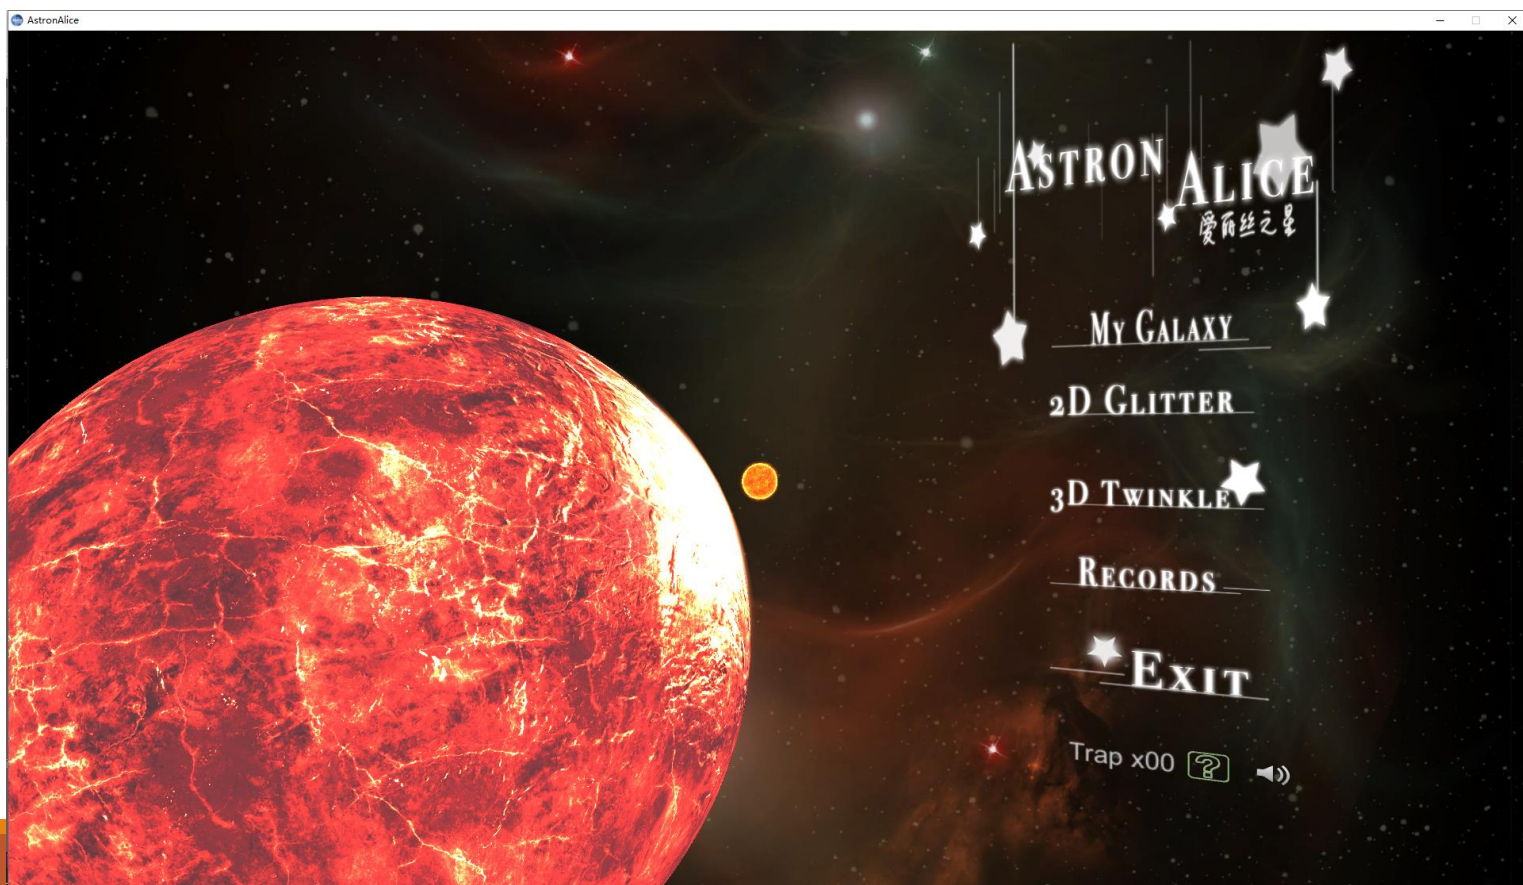 AstronAlice
ASTRON ALICE
爱丽丝之星
MY GALAXY
2D GLITTER
3D TWINKLE
RECORDS
EXIT
Trap x00 ?